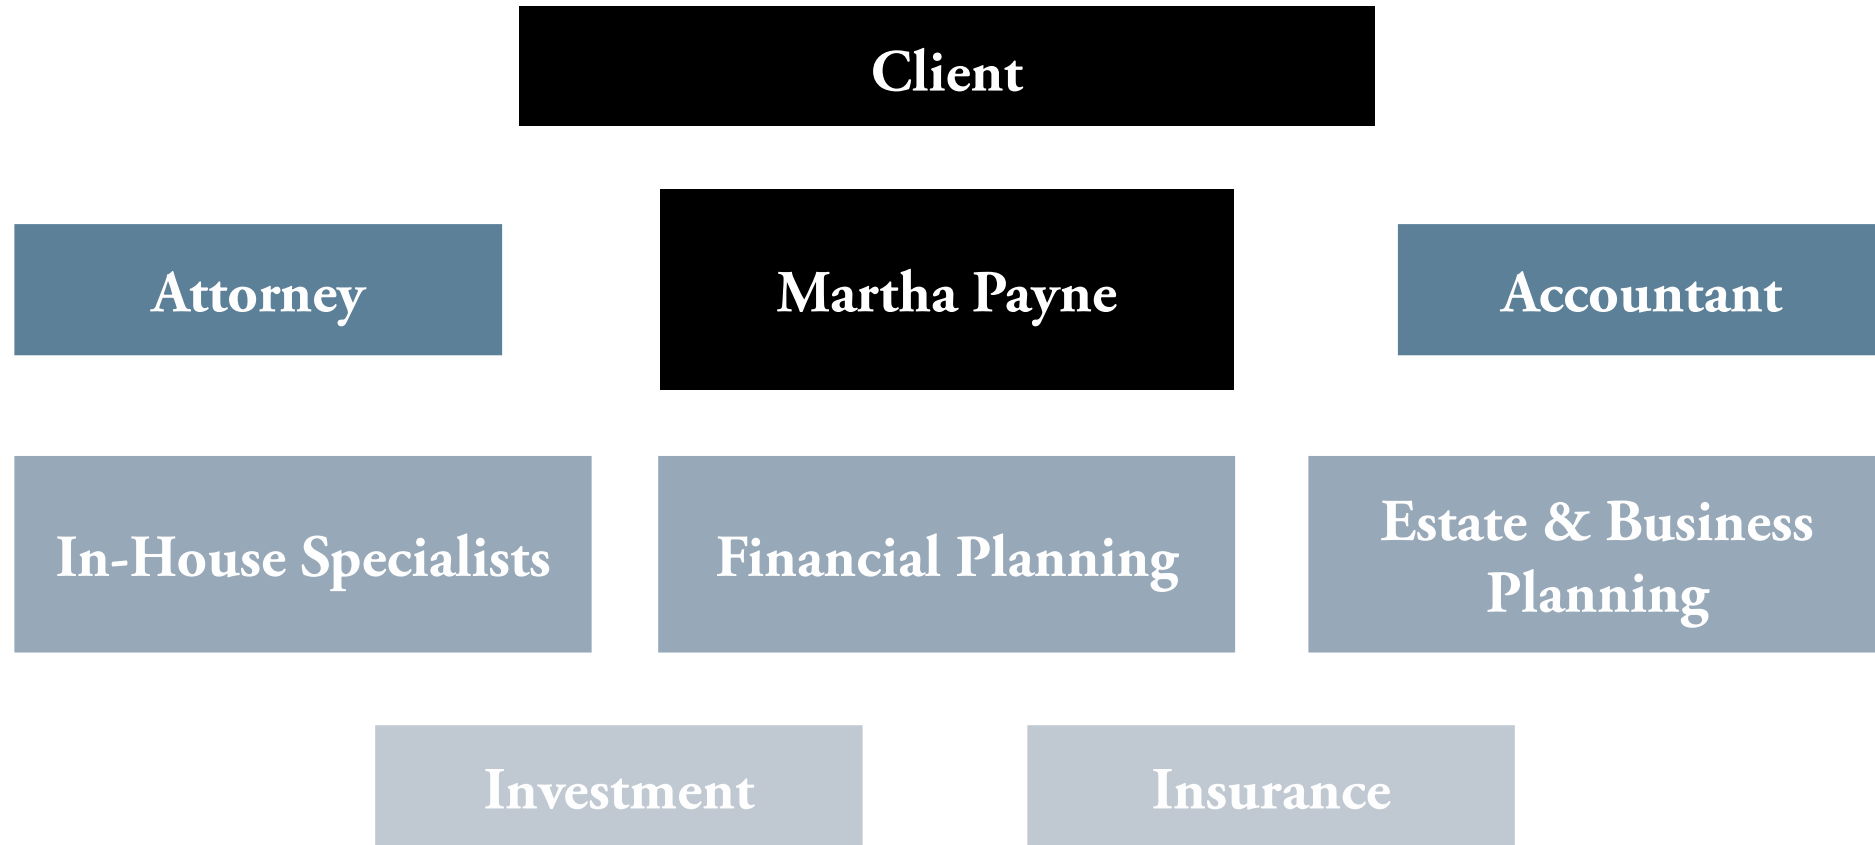 Client
Attorney
Martha Payne
Accountant
In-House Specialists
Financial Planning
Estate & Business
Planning
Investment
Insurance